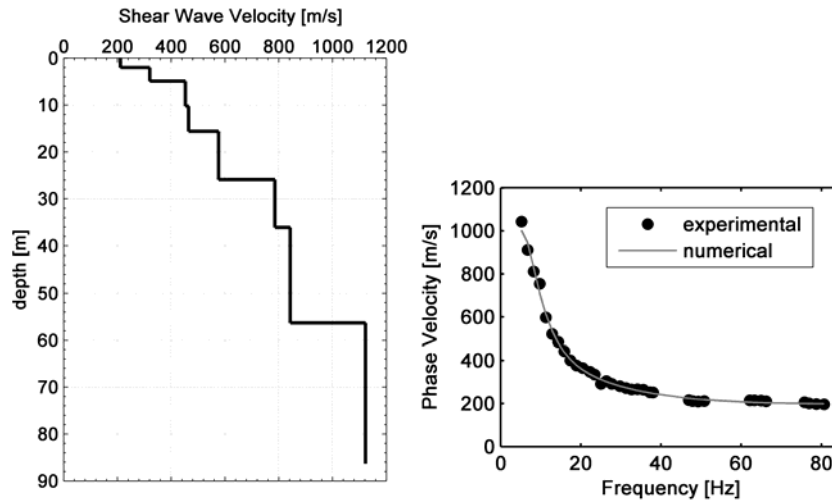 Shear Wave Velocity [m/s]
0 200 400 600 800 1000 1200
0
10
20
30
40
50
60
70
80
90
depth [m]
1200
1000
800
600
400
200
0
Phase Velocity [m/s]
experimental
numerical
0 20 40 60 80
Frequency [Hz]